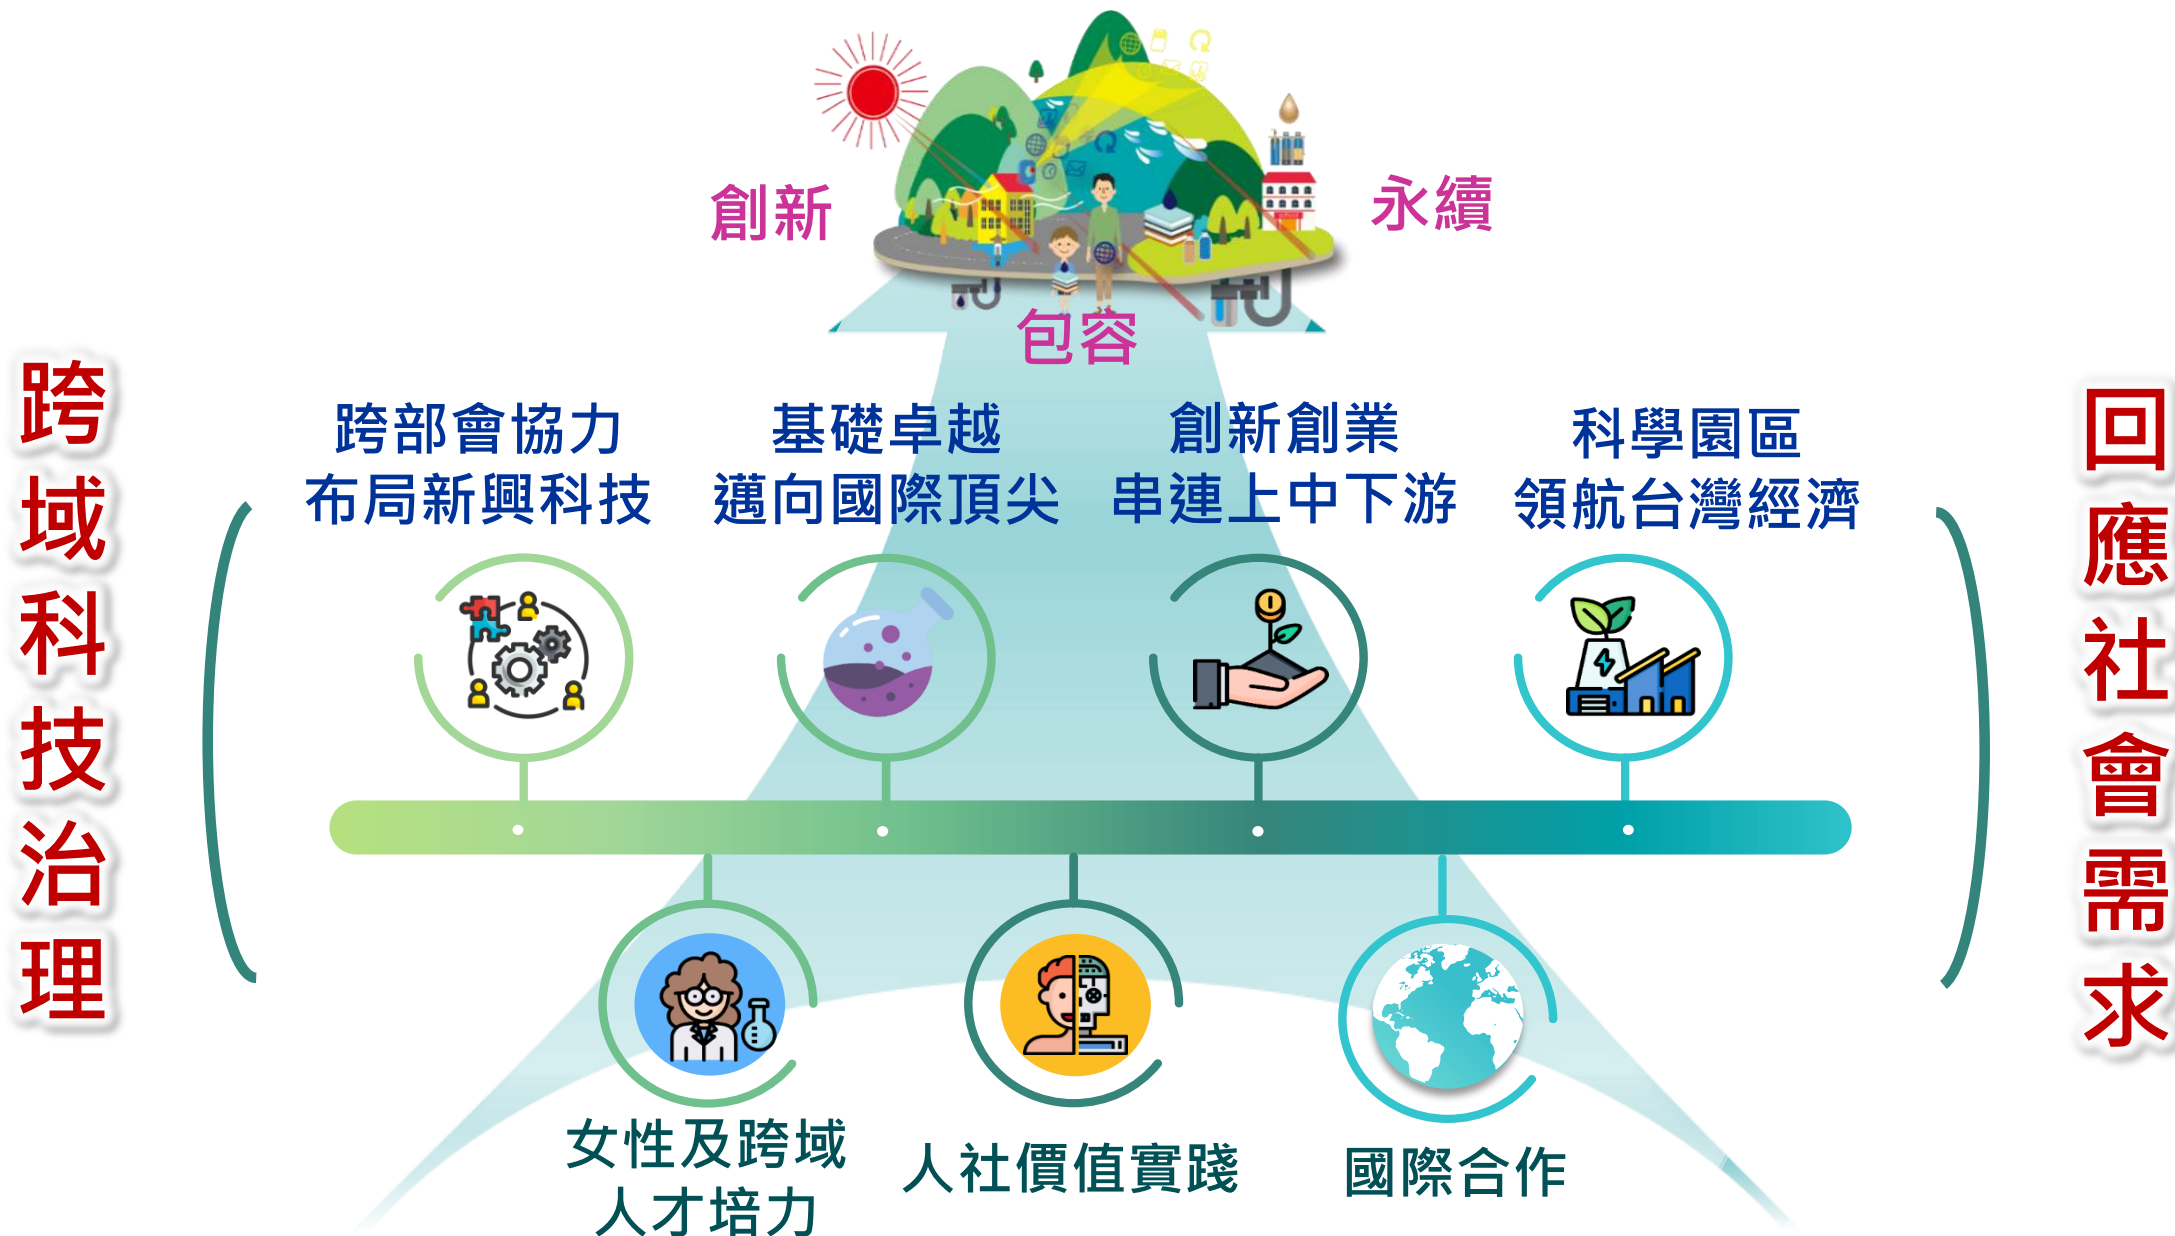 創新
永續
包容
跨域科技治理
跨部會協力
布局新興科技
基礎卓越
邁向國際頂尖
創新創業
串連上中下游
科學園區
領航台灣經濟
回應社會需求
女性及跨域
人才培力
人社價值實踐
國際合作